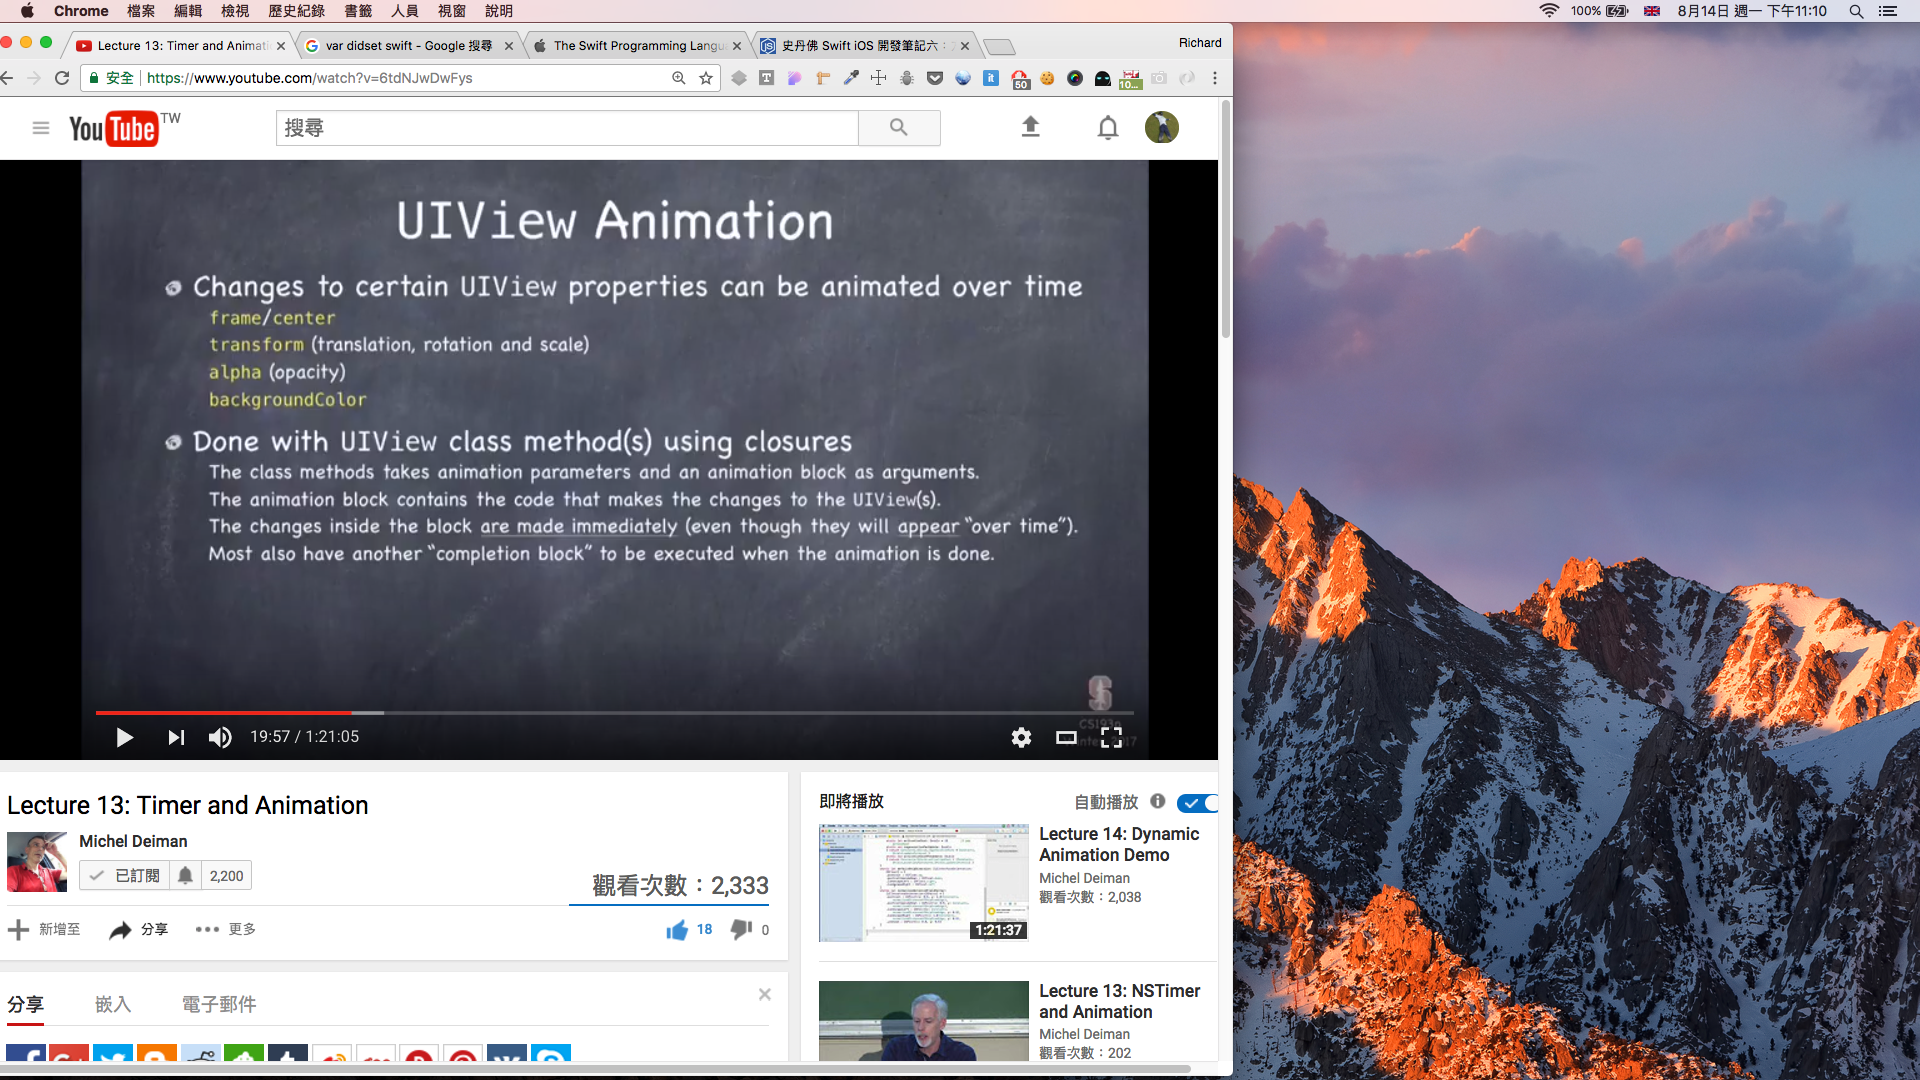 Chrome 檔案 編輯 檢視 歷史紀錄 書籤 人員 視窗 說明 100% 8月14日 週一 下午11:10
Lecture 13: Timer and Animati var didset swift - Google 搜尋 The Swift Programming Langu 史丹佛 Swift iOS 開發筆記六： Richard
安全 https://www.youtube.com/watch?v=6tdNJwDwFys
YouTube TW 搜尋
UIView Animation
Changes to certain UIView properties can be animated over time
frame/center
transform (translation, rotation and scale)
alpha (opacity)
backgroundColor
Done with UIView class method(s) using closures
The class methods takes animation parameters and an animation block as arguments.
The animation block contains the code that makes the changes to the UIView(s).
The changes inside the block are made immediately (even though they will appear “over time”).
Most also have another “completion block” to be executed when the animation is done.
CS193p
19:57 / 1:21:05
Lecture 13: Timer and Animation
Michel Deiman
已訂閱 2,200
觀看次數：2,333
新增至 分享 更多 18 0
分享 嵌入 電子郵件
即將播放 自動播放
Lecture 14: Dynamic
Animation Demo
Michel Deiman
觀看次數：2,038
1:21:37
Lecture 13: NSTimer
and Animation
Michel Deiman
觀看次數：202